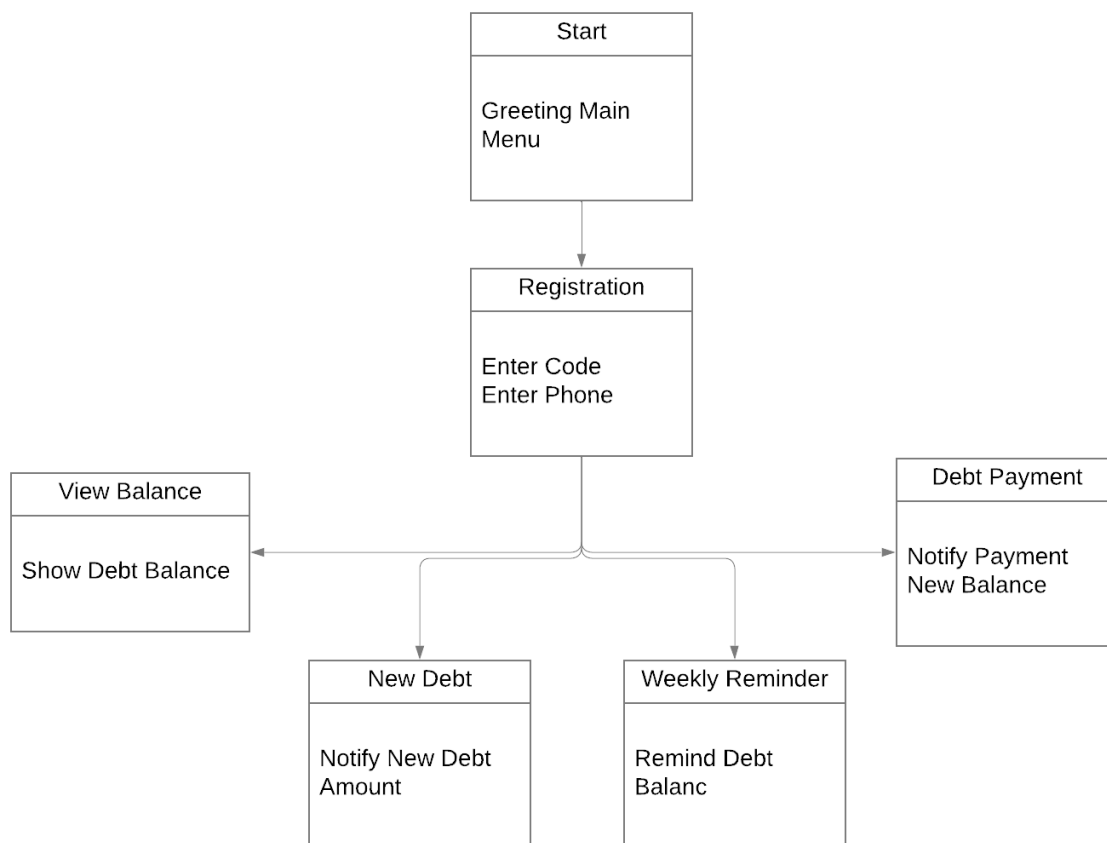 Start
Greeting Main
Menu
Registration
Enter Code
Enter Phone
View Balance
Show Debt Balance
Debt Payment
Notify Payment
New Balance
New Debt
Notify New Debt
Amount
Weekly Reminder
Remind Debt
Balanc